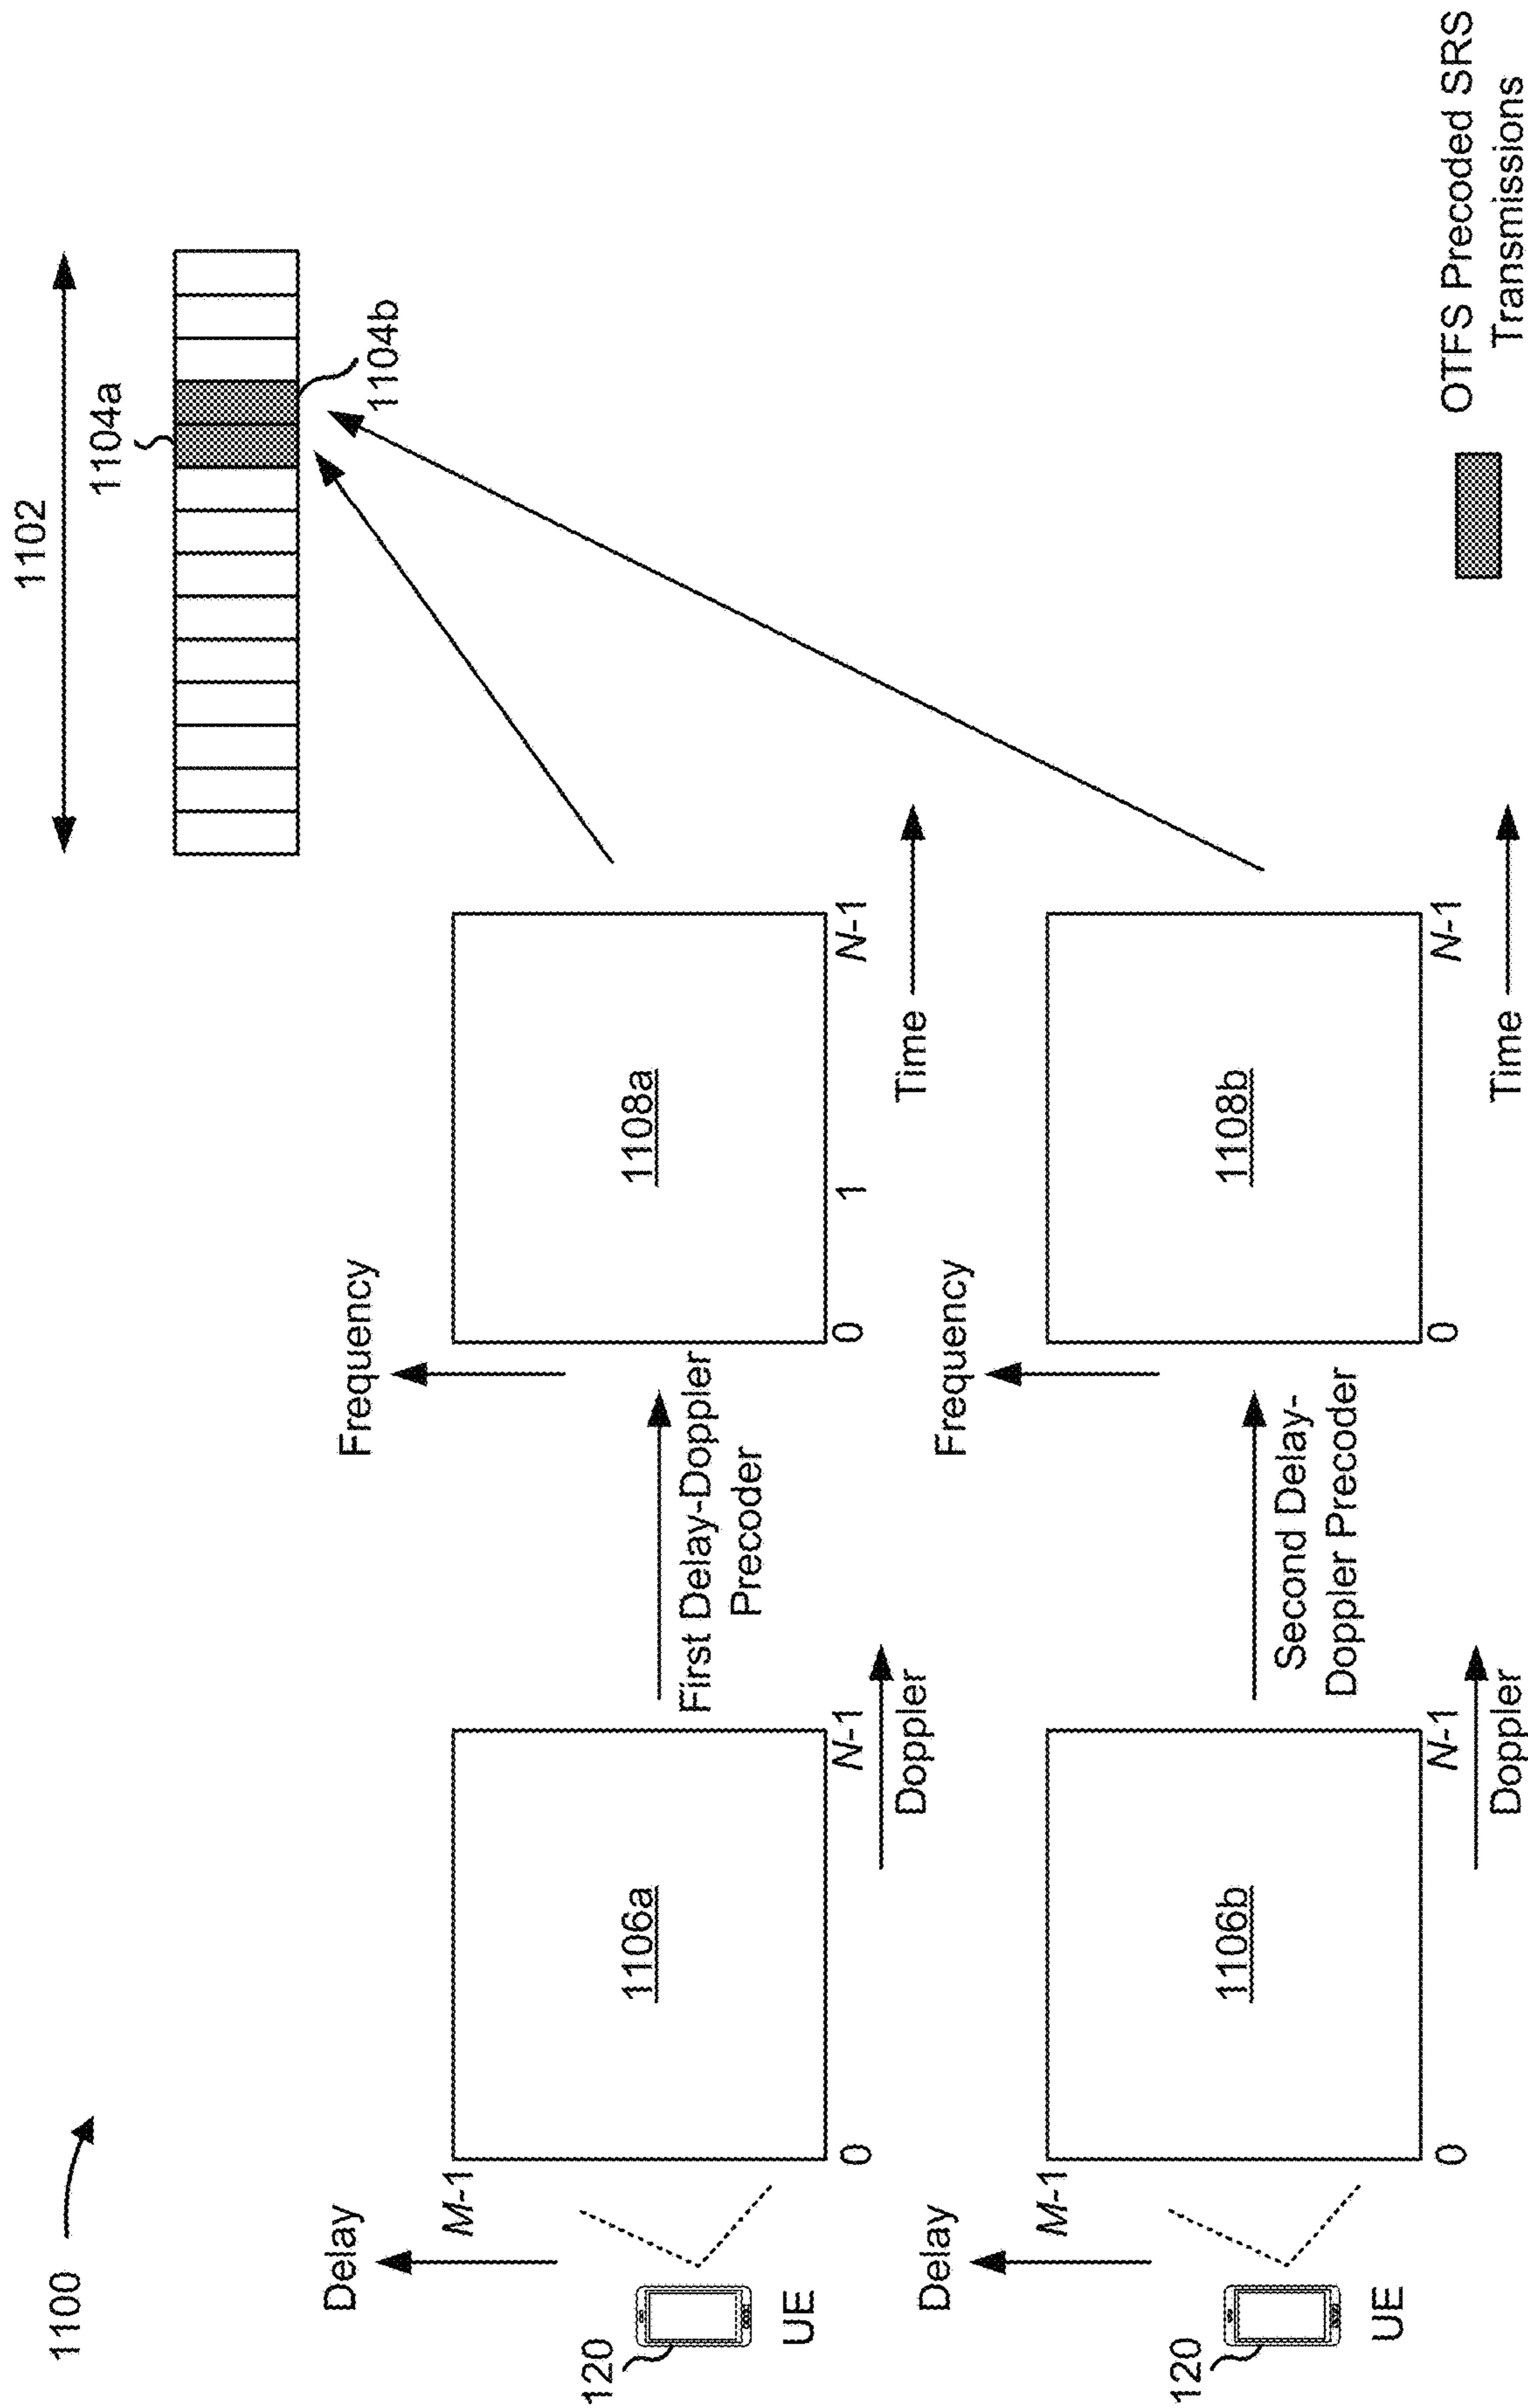 1100
1102
1104a
1104b
Delay
M-1
120
UE
1106a
0
N-1
Doppler
First Delay-Doppler
Precoder
Frequency
1108a
0
1
N-1
Time
Delay
M-1
120
UE
1106b
0
N-1
Doppler
Second Delay-
Doppler Precoder
Frequency
1108b
0
N-1
Time
OTFS Precoded SRS
Transmissions